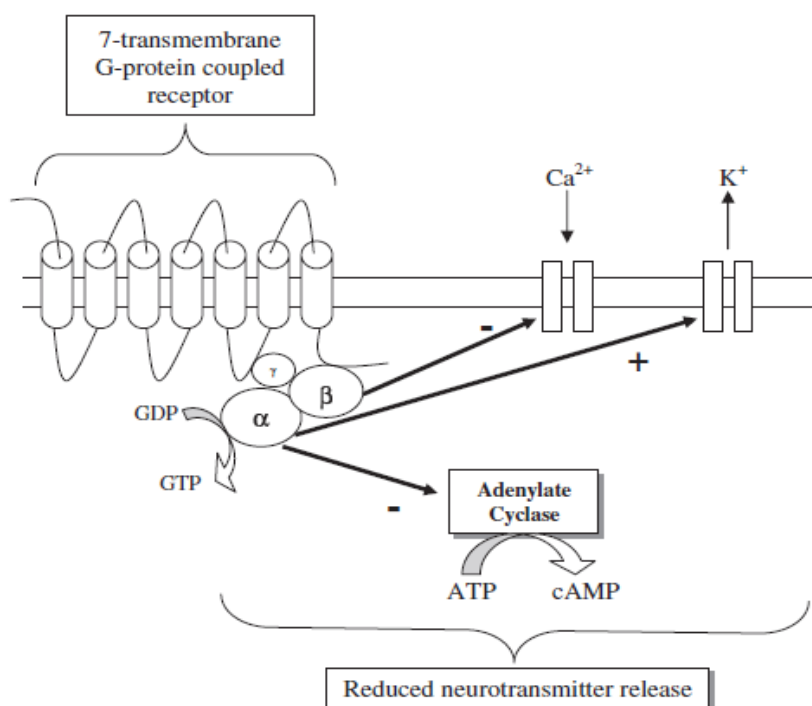 7-transmembrane
G-protein coupled
receptor
Ca²⁺
K⁺
-
+
γ
β
α
GDP
GTP
-
Adenylate
Cyclase
ATP
cAMP
Reduced neurotransmitter release